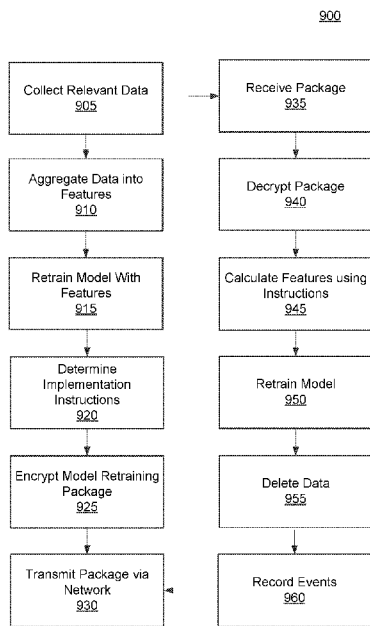 900
Collect Relevant Data
905
Aggregate Data into
Features
910
Retrain Model With
Features
915
Determine
Implementation
Instructions
920
Encrypt Model Retraining
Package
925
Transmit Package via
Network
930
Receive Package
935
Decrypt Package
940
Calculate Features using
Instructions
945
Retrain Model
950
Delete Data
955
Record Events
960